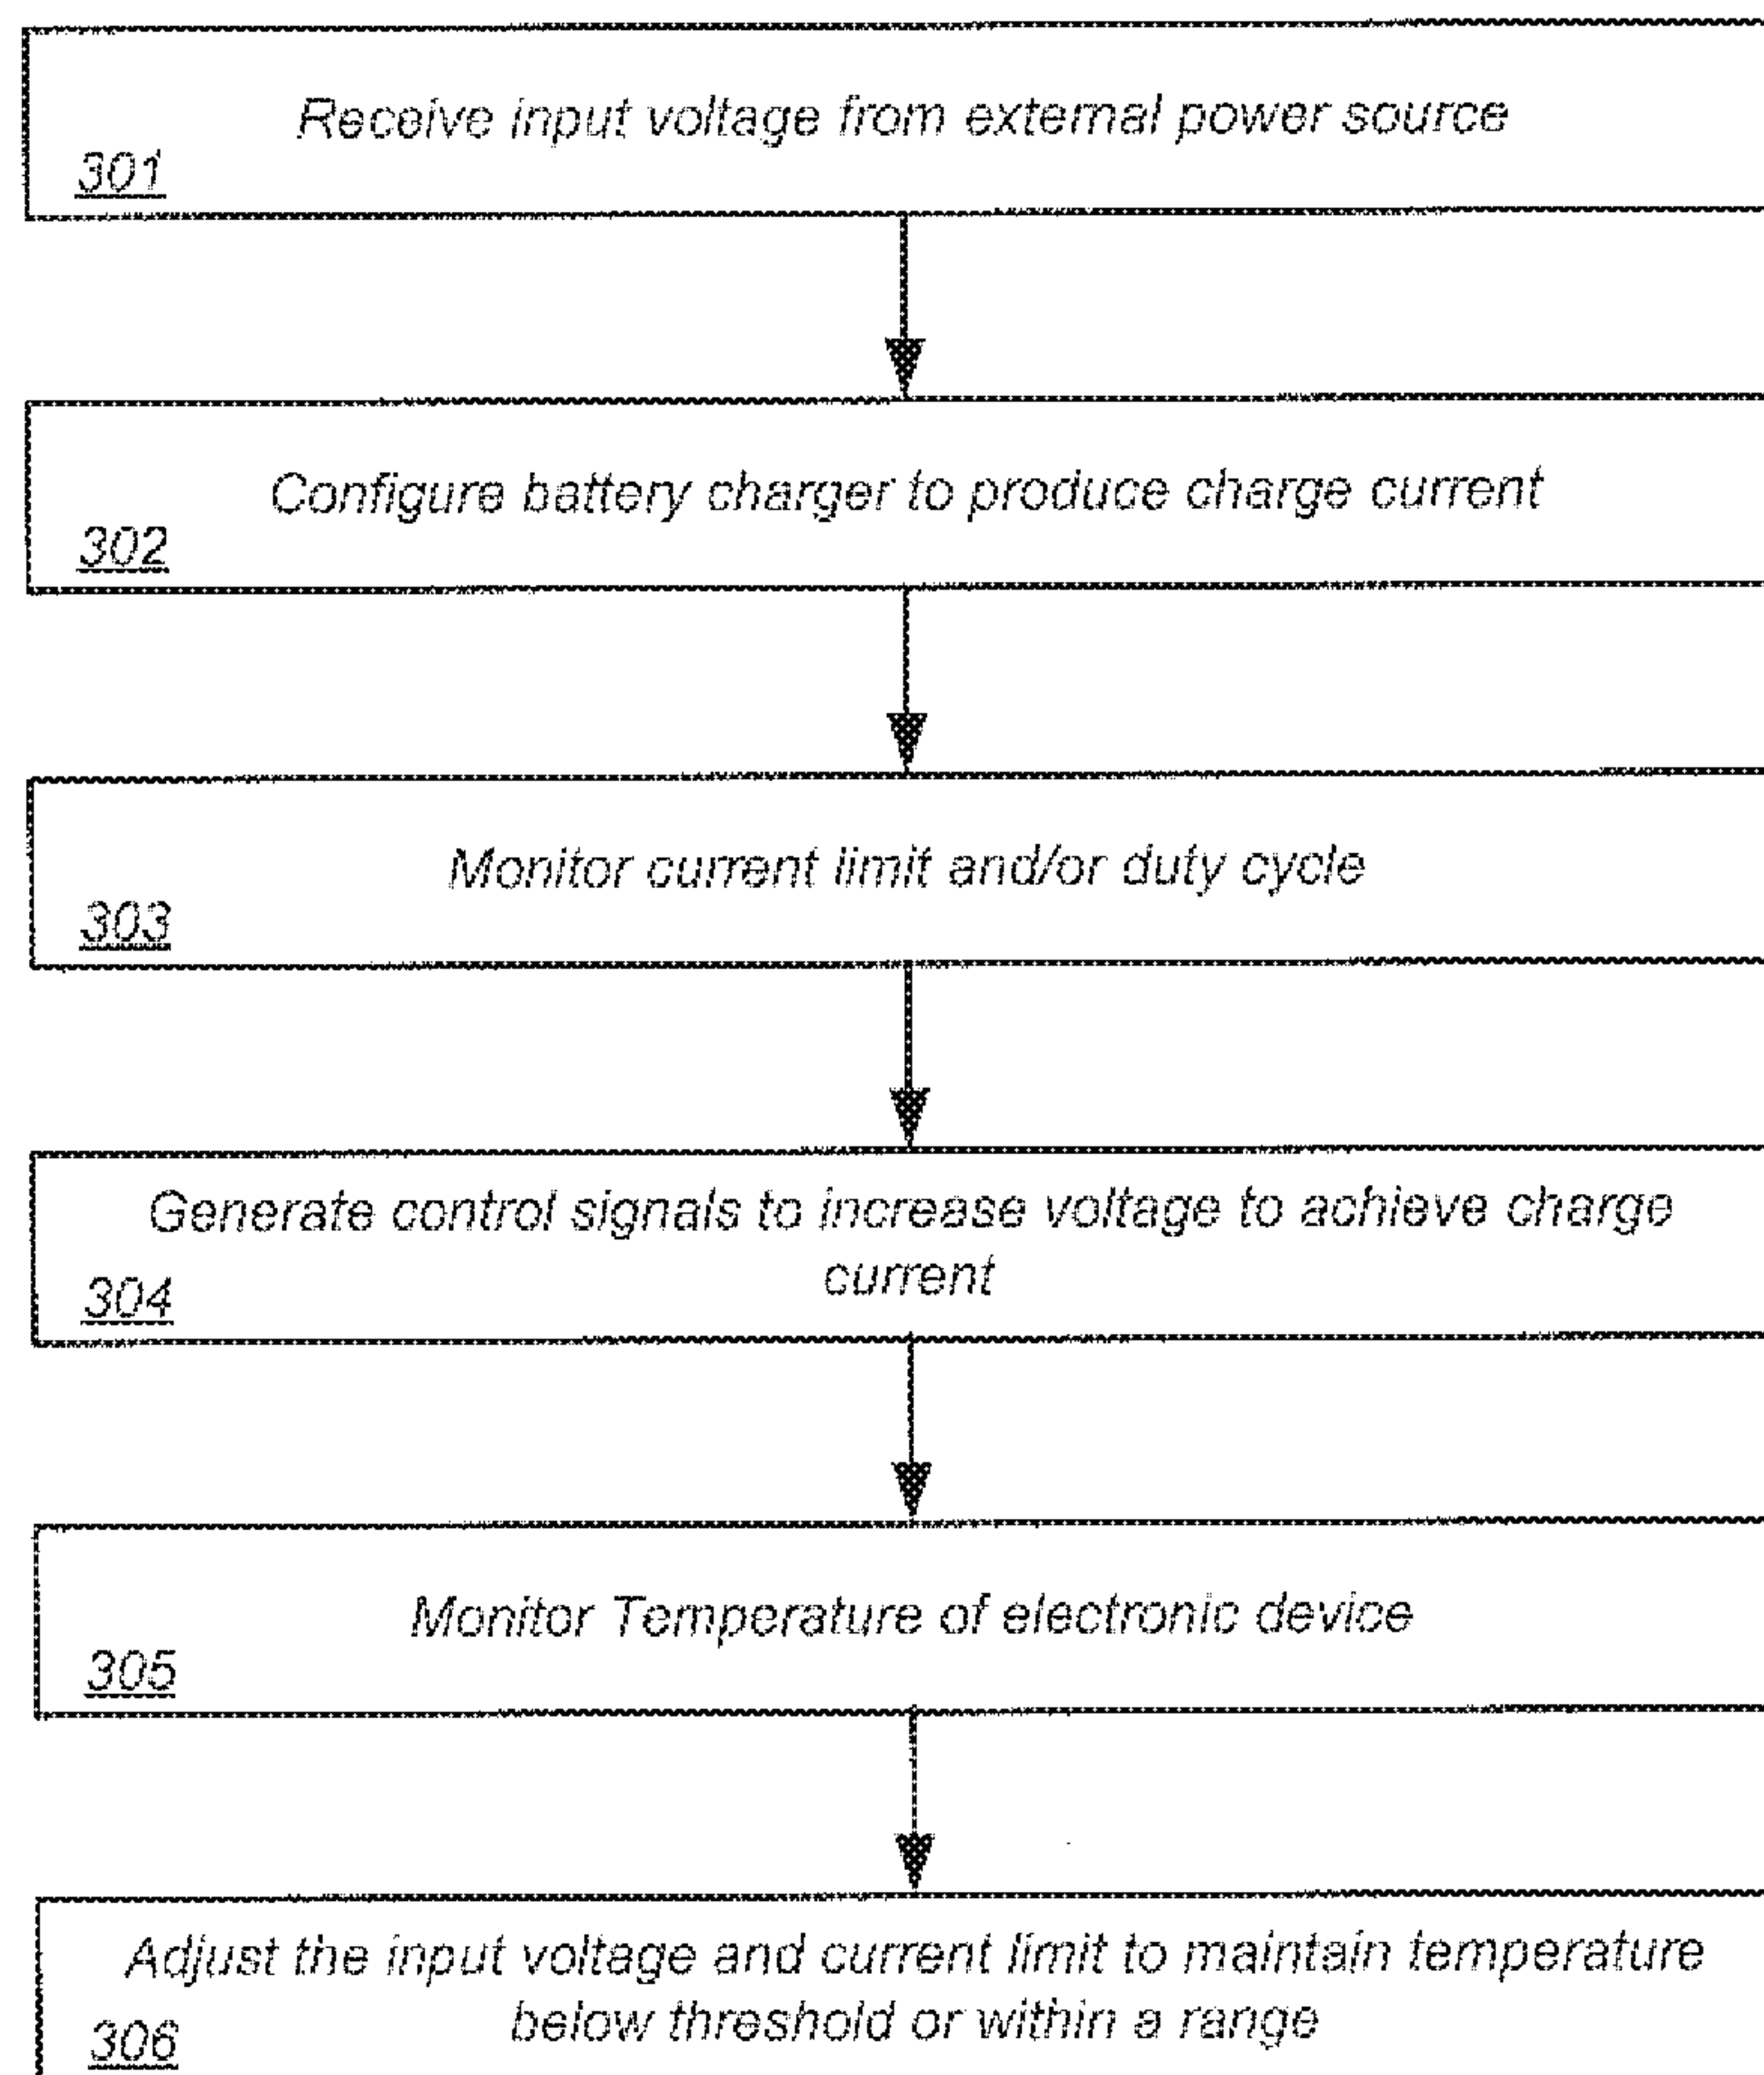 Receive input voltage from external power source
301
Configure battery charger to produce charge current
302
Monitor current limit and/or duty cycle
303
Generate control signals to increase voltage to achieve charge
current
304
Monitor Temperature of electronic device
305
Adjust the input voltage and current limit to maintain temperature
below threshold or within a range
306